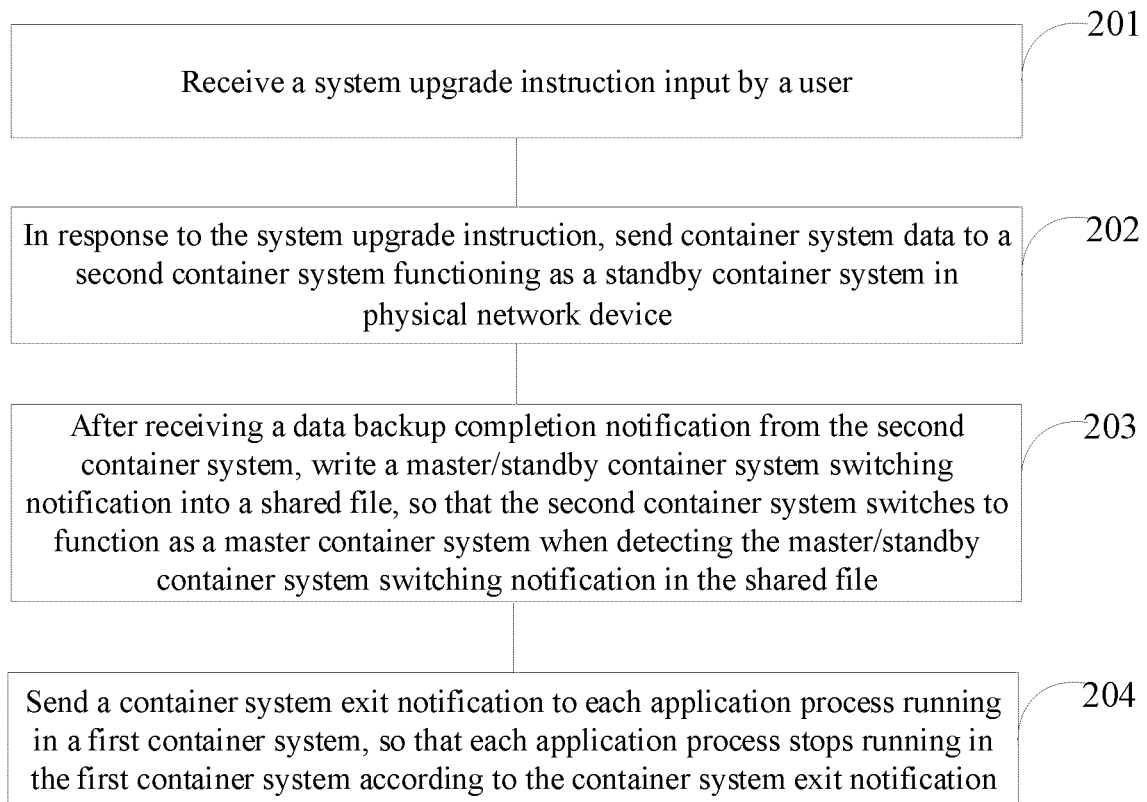 201
Receive a system upgrade instruction input by a user
202
In response to the system upgrade instruction, send container system data to a
second container system functioning as a standby container system in
physical network device
203
After receiving a data backup completion notification from the second
container system, write a master/standby container system switching
notification into a shared file, so that the second container system switches to
function as a master container system when detecting the master/standby
container system switching notification in the shared file
204
Send a container system exit notification to each application process running
in a first container system, so that each application process stops running in
the first container system according to the container system exit notification